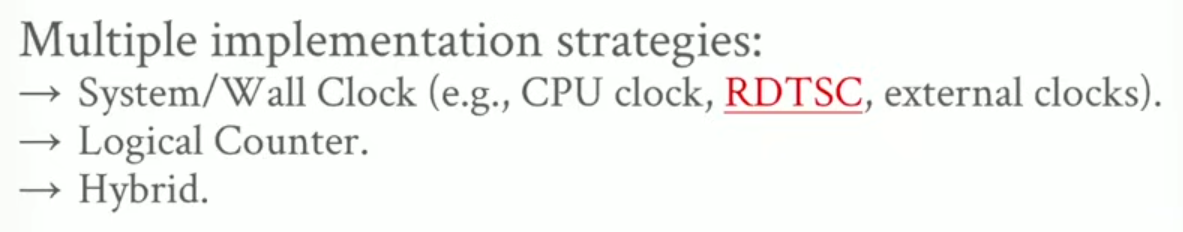 Multiple implementation strategies:
→ System/Wall Clock (e.g., CPU clock, RDTSC, external clocks).
→ Logical Counter.
→ Hybrid.